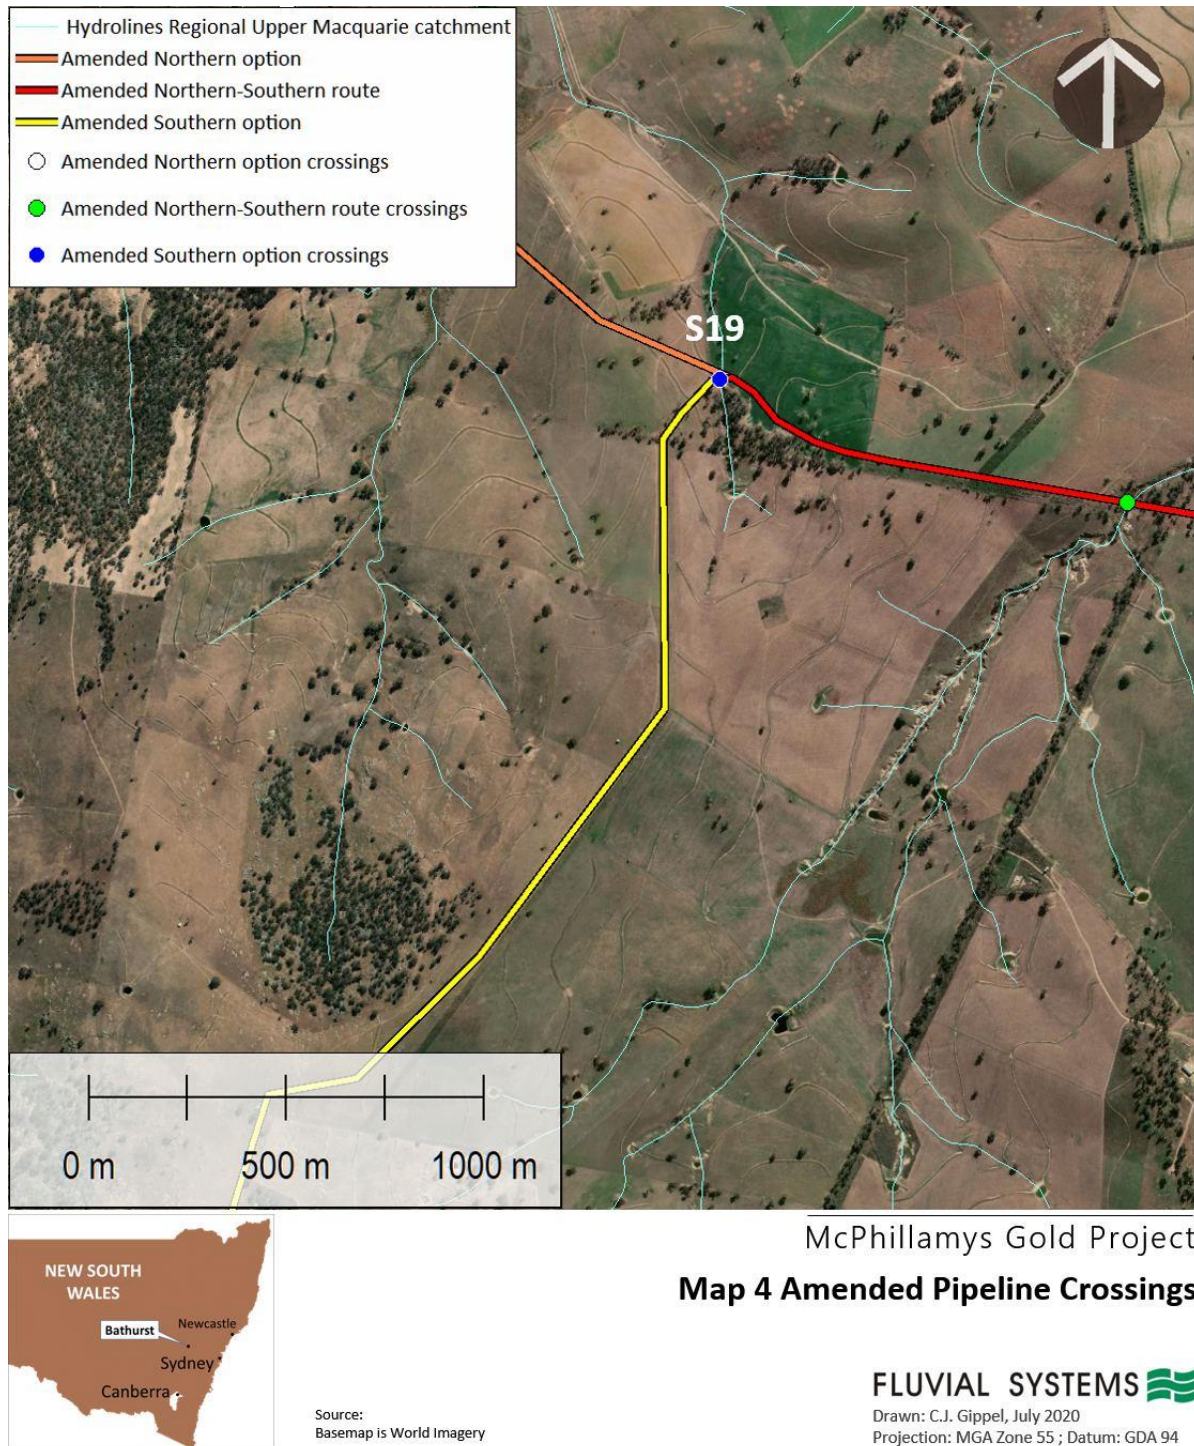 Hydrolines Regional Upper Macquarie catchment
Amended Northern option
Amended Northern-Southern route
Amended Southern option
Amended Northern option crossings
Amended Northern-Southern route crossings
Amended Southern option crossings
S19
0 m 500 m 1000 m
McPhillamys Gold Project
Map 4 Amended Pipeline Crossings
NEW SOUTH
WALES
Bathurst
Newcastle
Sydney
Canberra
Source:
Basemap is World Imagery
FLUVIAL SYSTEMS
Drawn: C.J. Gippel, July 2020
Projection: MGA Zone 55 ; Datum: GDA 94